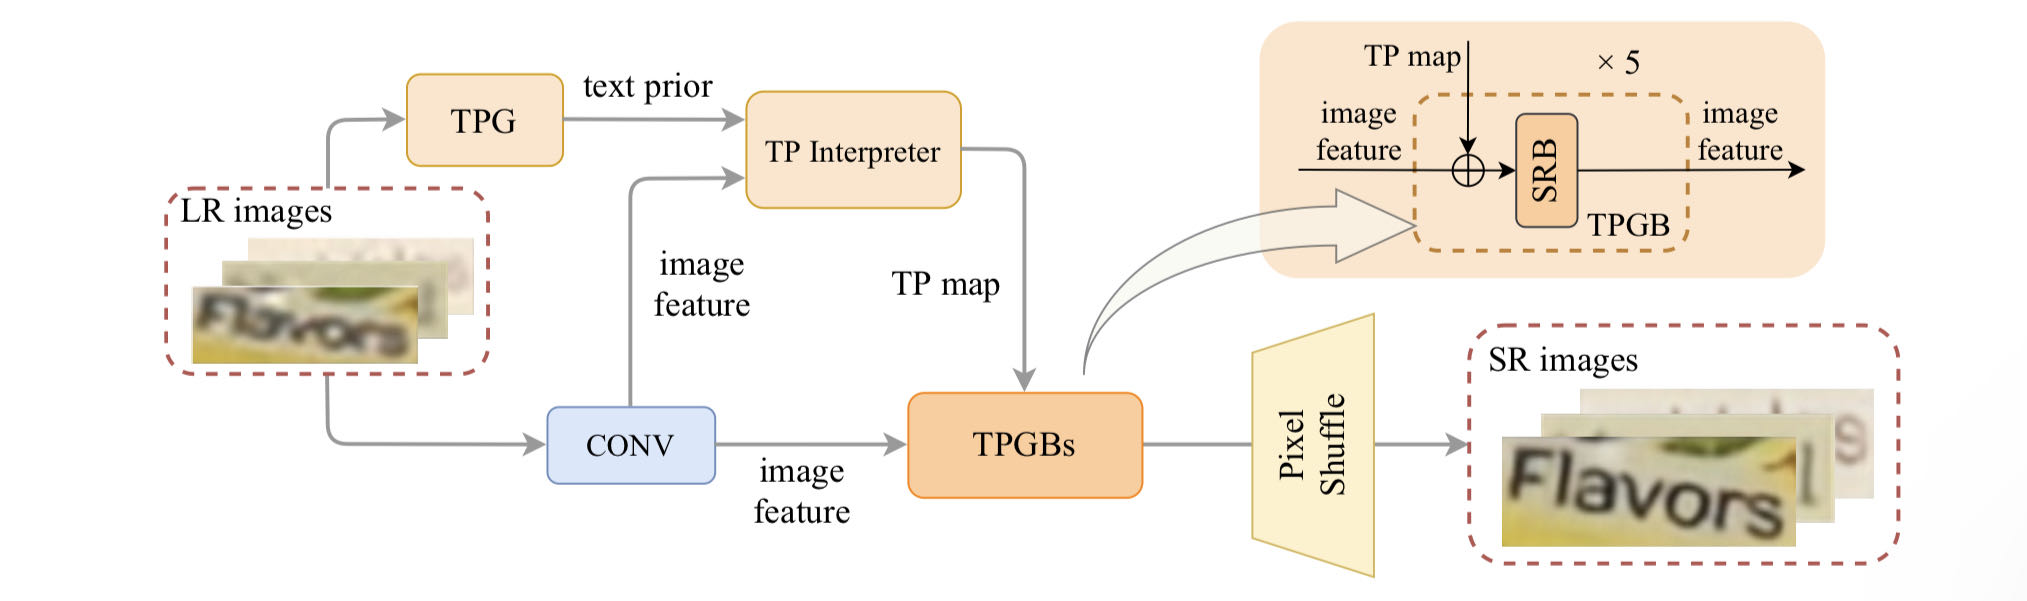 TPG
text prior
TP Interpreter
LR images
Flavors
image
feature
TP map
CONV
image
feature
TPGBs
TP map
× 5
image
feature
SRB
image
feature
TPGB
Pixel
Shuffle
SR images
Flavors